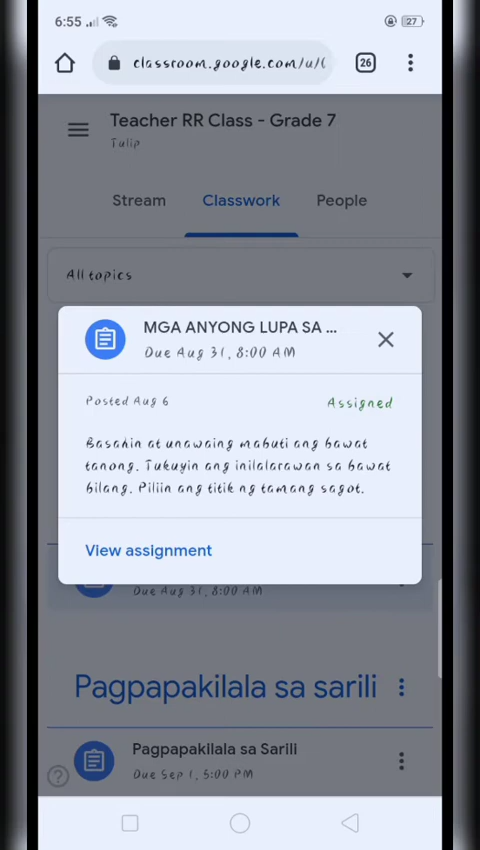 6:55
27
classroom.google.com/u/
26
Teacher RR Class - Grade 7
Tulip
Stream Classwork People
All topics
MGA ANYONG LUPA SA ...
Due Aug 31, 8:00 AM
Posted Aug 6 Assigned
Basahin at unawaing mabuti ang bawat
tanong. Tukuyin ang inilalarawan sa bawat
bilang. Piliin ang titik ng tamang sagot.
View assignment
Due Aug 31, 8:00 AM
Pagpapakilala sa sarili
Pagpapakilala sa Sarili
Due Sep 1, 5:00 PM